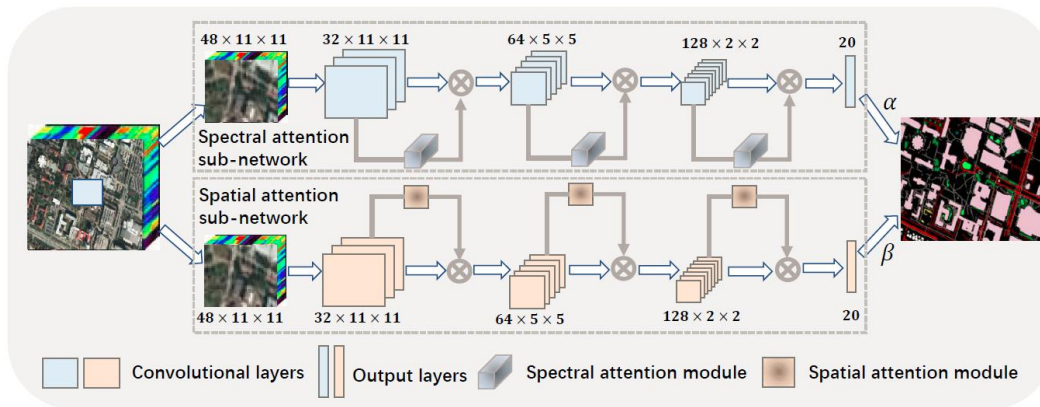 48 × 11 × 11
32 × 11 × 11
64 × 5 × 5
128 × 2 × 2
20
Spectral attention
sub-network
α
Spatial attention
sub-network
β
48 × 11 × 11
32 × 11 × 11
64 × 5 × 5
128 × 2 × 2
20
Convolutional layers
Output layers
Spectral attention module
Spatial attention module